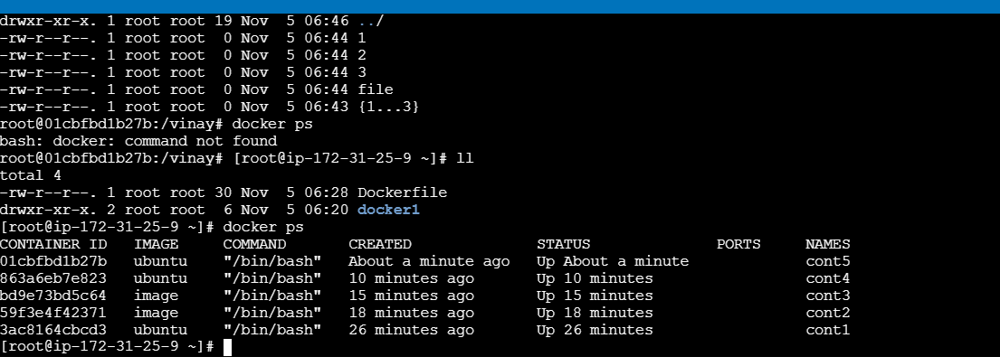 drwxr-xr-x. 1 root root 19 Nov  5 06:46 ../
-rw-r--r--. 1 root root  0 Nov  5 06:44 1
-rw-r--r--. 1 root root  0 Nov  5 06:44 2
-rw-r--r--. 1 root root  0 Nov  5 06:44 3
-rw-r--r--. 1 root root  0 Nov  5 06:44 file
-rw-r--r--. 1 root root  0 Nov  5 06:43 {1...3}
root@01cbfbd1b27b:/vinay# docker ps
bash: docker: command not found
root@01cbfbd1b27b:/vinay# [root@ip-172-31-25-9 ~]# ll
total 4
-rw-r--r--. 1 root root 30 Nov  5 06:28 Dockerfile
drwxr-xr-x. 2 root root  6 Nov  5 06:20 docker1
[root@ip-172-31-25-9 ~]# docker ps
CONTAINER ID   IMAGE     COMMAND       CREATED              STATUS              PORTS     NAMES
01cbfbd1b27b   ubuntu    "/bin/bash"   About a minute ago   Up About a minute             cont5
863a6eb7e823   ubuntu    "/bin/bash"   10 minutes ago       Up 10 minutes                 cont4
bd9e73bd5c64   image     "/bin/bash"   15 minutes ago       Up 15 minutes                 cont3
59f3e4f42371   image     "/bin/bash"   18 minutes ago       Up 18 minutes                 cont2
3ac8164cbcd3   ubuntu    "/bin/bash"   26 minutes ago       Up 26 minutes                 cont1
[root@ip-172-31-25-9 ~]#